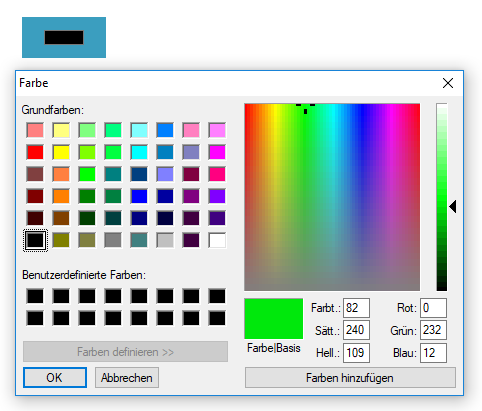 Farbe
Grundfarben:
Benutzerdefinierte Farben:
Farben definieren >>
OK
Abbrechen
Farbe|Basis
Farbt.: 82
Sätt.: 240
Hell.: 109
Rot: 0
Grün: 232
Blau: 12
Farben hinzufügen